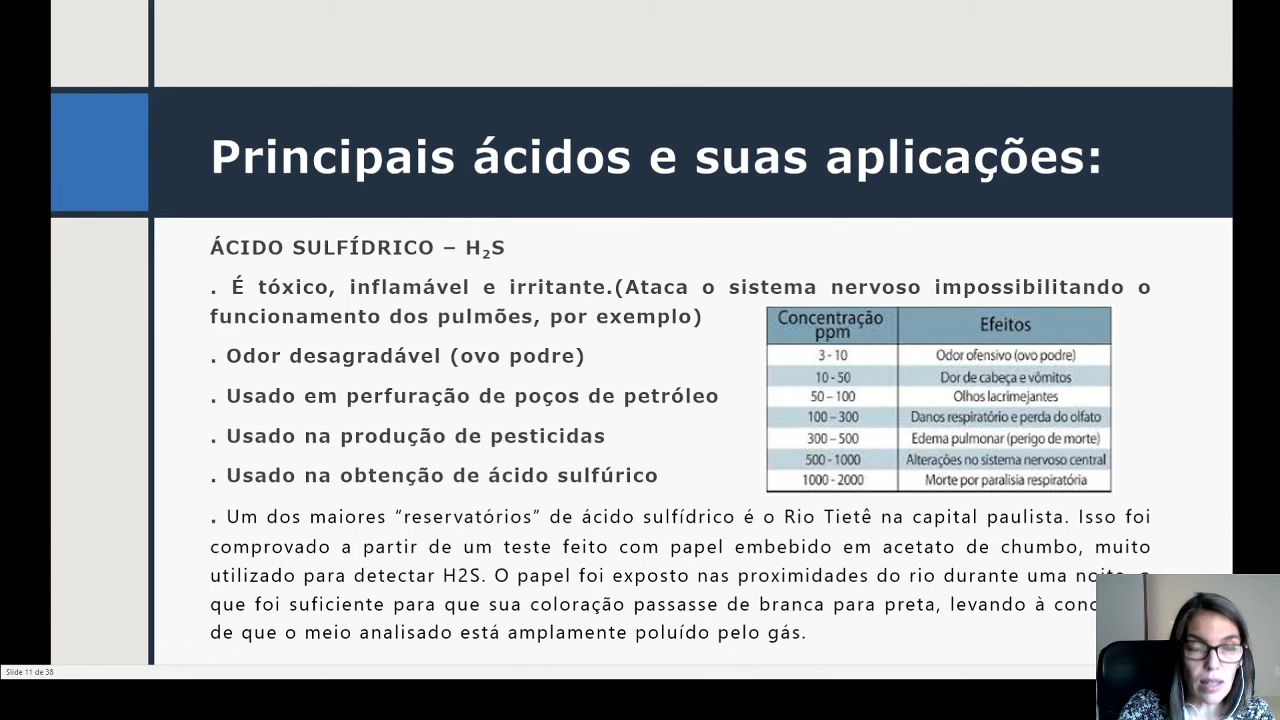 Principais ácidos e suas aplicações:
ÁCIDO SULFÍDRICO – H₂S
. É tóxico, inflamável e irritante.(Ataca o sistema nervoso impossibilitando o
funcionamento dos pulmões, por exemplo)
. Odor desagradável (ovo podre)
. Usado em perfuração de poços de petróleo
. Usado na produção de pesticidas
. Usado na obtenção de ácido sulfúrico
Concentração ppm Efeitos
3 - 10 Odor ofensivo (ovo podre)
10 - 50 Dor de cabeça e vômitos
50 – 100 Olhos lacrimejantes
100 – 300 Danos respiratório e perda do olfato
300 – 500 Edema pulmonar (perigo de morte)
500 - 1000 Alterações no sistema nervoso central
1000 - 2000 Morte por paralisia respiratória
. Um dos maiores “reservatórios” de ácido sulfídrico é o Rio Tietê na capital paulista. Isso foi
comprovado a partir de um teste feito com papel embebido em acetato de chumbo, muito
utilizado para detectar H2S. O papel foi exposto nas proximidades do rio durante uma
que foi suficiente para que sua coloração passasse de branca para preta, levando à
de que o meio analisado está amplamente poluído pelo gás.
Slide 11 de 38